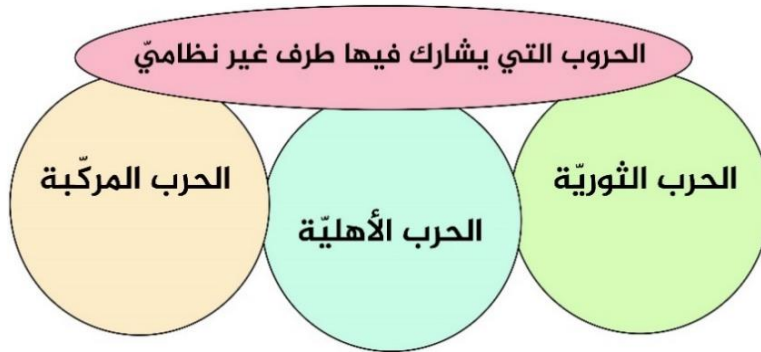 الحروب التي يشارك فيها طرف غير نظاميّ
الحرب الثوريّة
الحرب الأهليّة
الحرب المركّبة